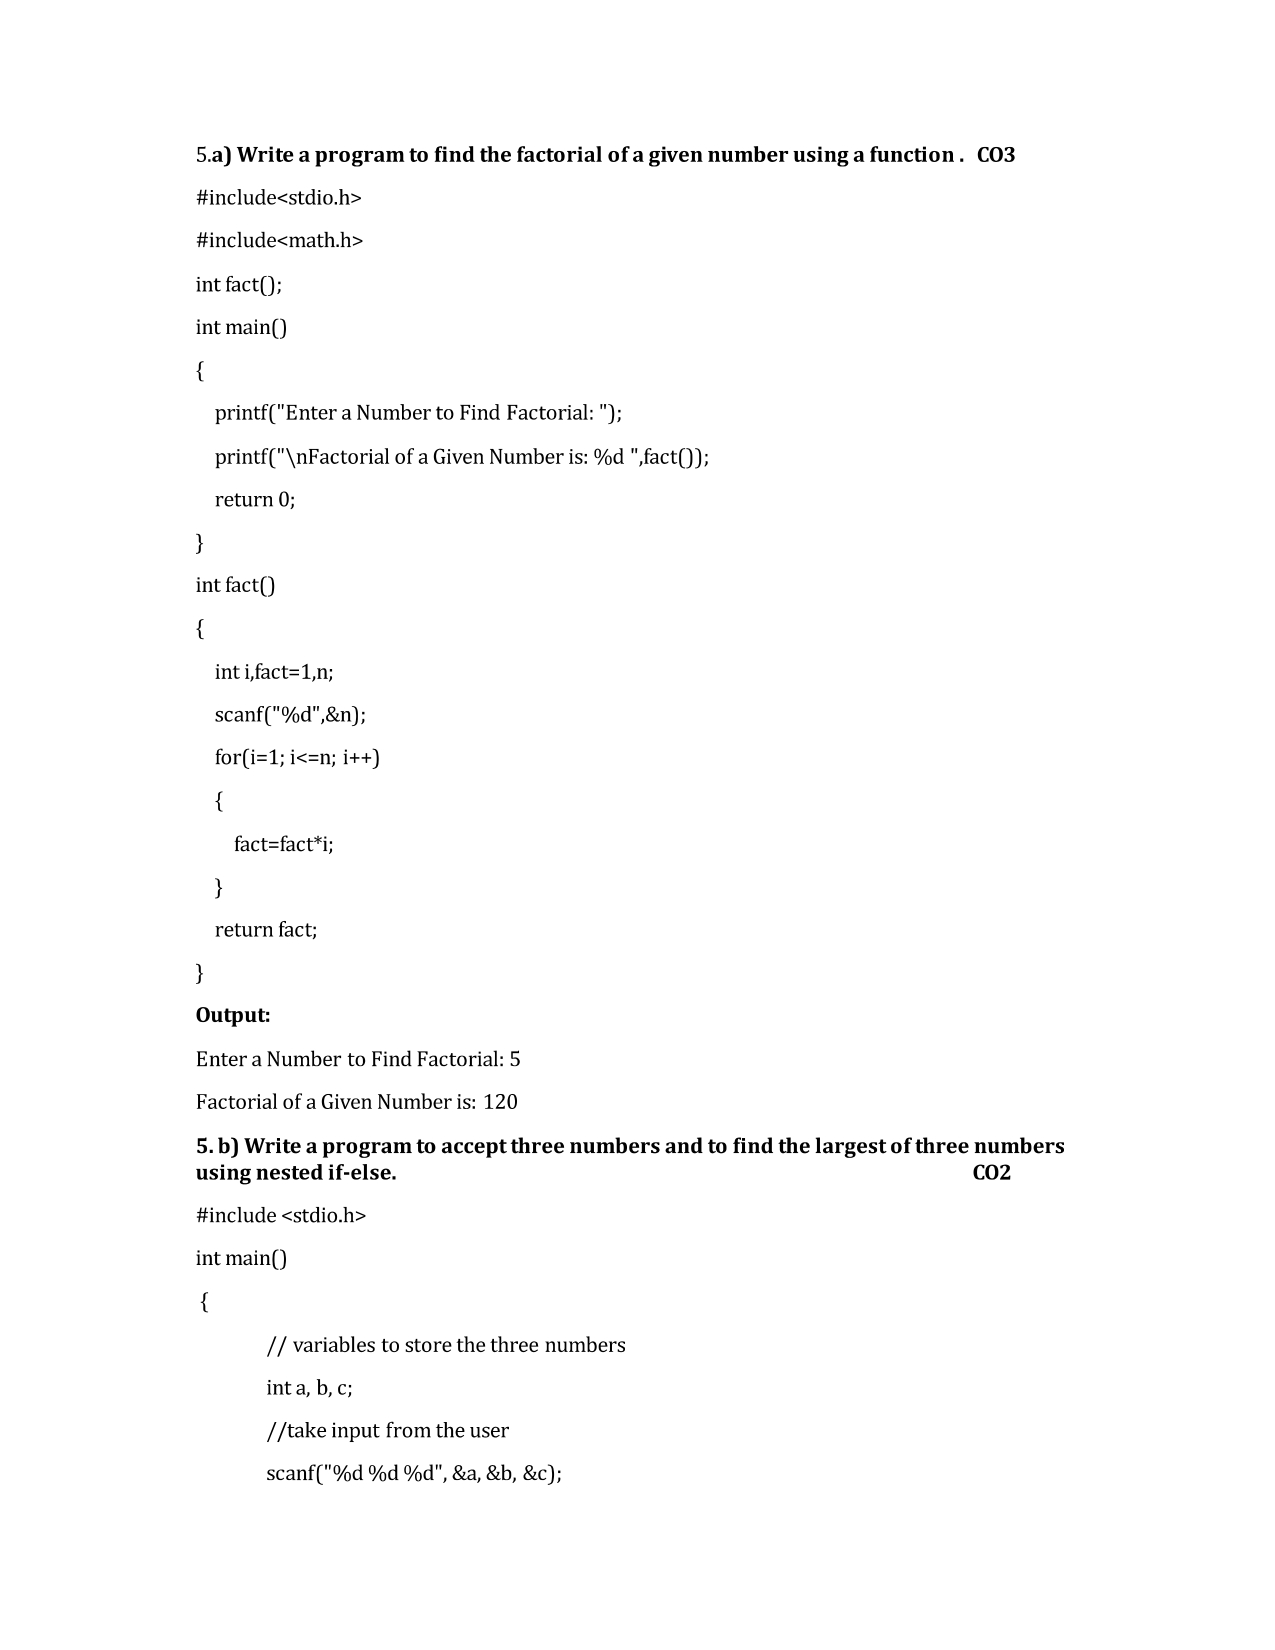 5.a) Write a program to find the factorial of a given number using a function . CO3
#include<stdio.h>
#include<math.h>
int fact();
int main()
{
printf("Enter a Number to Find Factorial: ");
printf("\nFactorial of a Given Number is: %d ",fact());
return 0;
}
int fact()
{
int i,fact=1,n;
scanf("%d",&n);
for(i=1; i<=n; i++)
{
fact=fact*i;
}
return fact;
}
Output:
Enter a Number to Find Factorial: 5
Factorial of a Given Number is: 120
5. b) Write a program to accept three numbers and to find the largest of three numbers
using nested if-else. CO2
#include <stdio.h>
int main()
{
// variables to store the three numbers
int a, b, c;
//take input from the user
scanf("%d %d %d", &a, &b, &c);